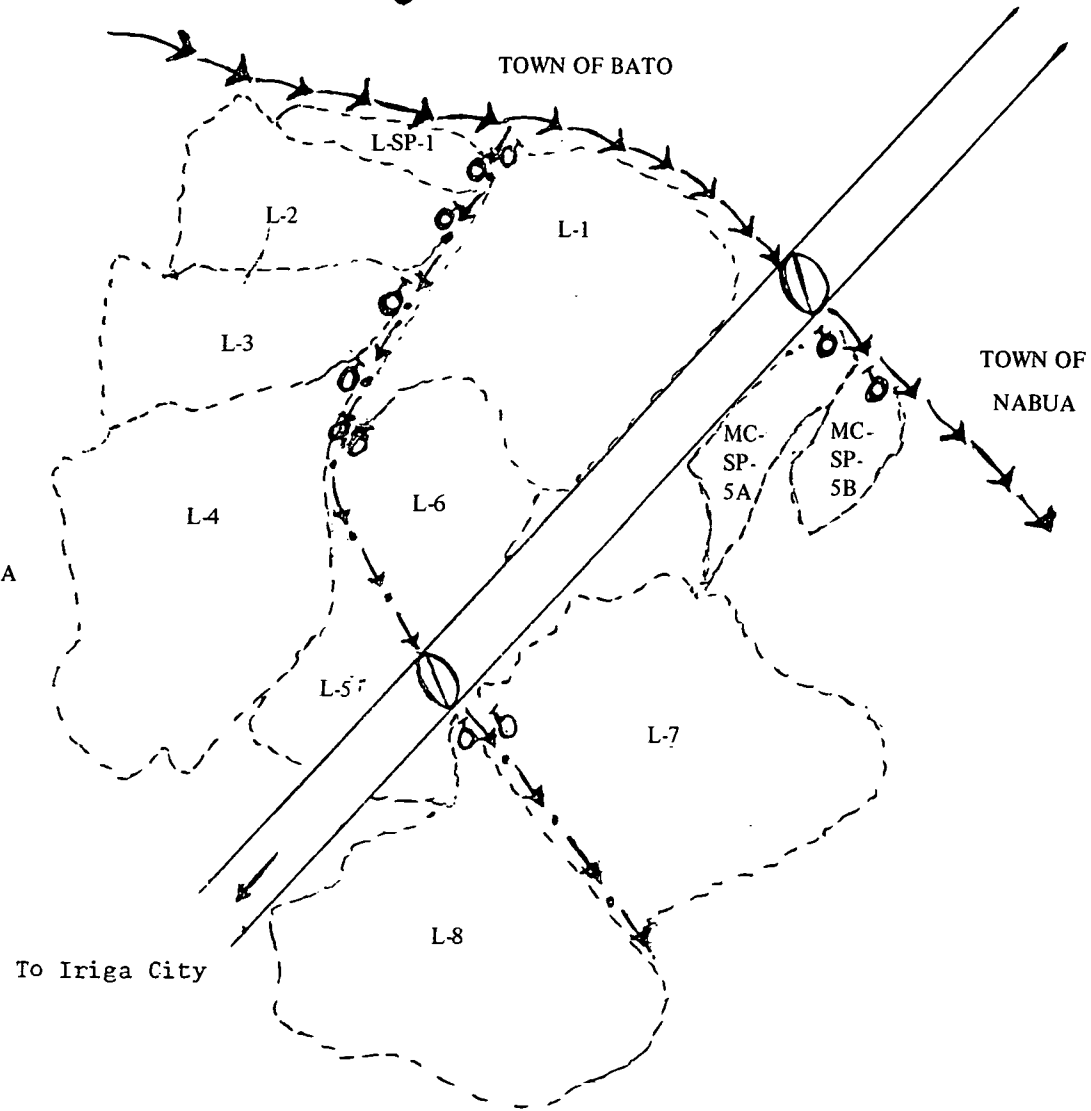 TOWN OF BATO
L-SP-1
L-2
L-1
L-3
TOWN OF
NABUA
MC-
SP-
5A
MC-
SP-
5B
L-4
L-6
A
L-5
L-7
L-8
To Iriga City